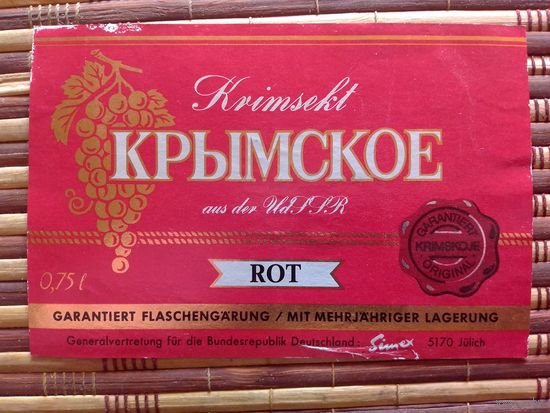 Krimsekt
КРЫМСКОЕ
aus der UdSSR
GARANTIERT
KRIMSKOJE
ORIGINAL
0,75 l
ROT
GARANTIERT FLASCHENGÄRUNG / MIT MEHRJÄHRIGER LAGERUNG
Generalvertretung für die Bundesrepublik Deutschland: Simex 5170 Jülich